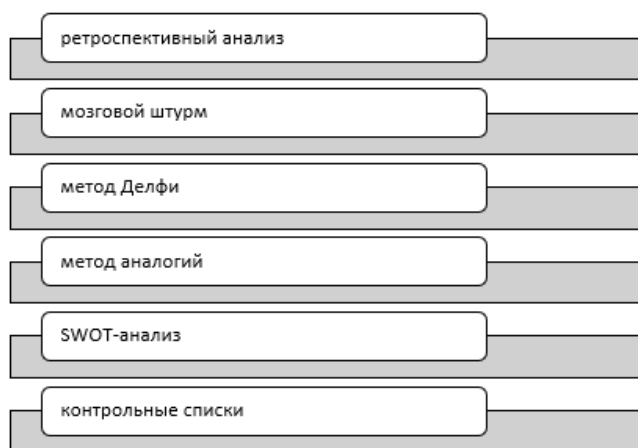 ретроспективный анализ
мозговой штурм
метод Делфи
метод аналогий
SWOT-анализ
контрольные списки